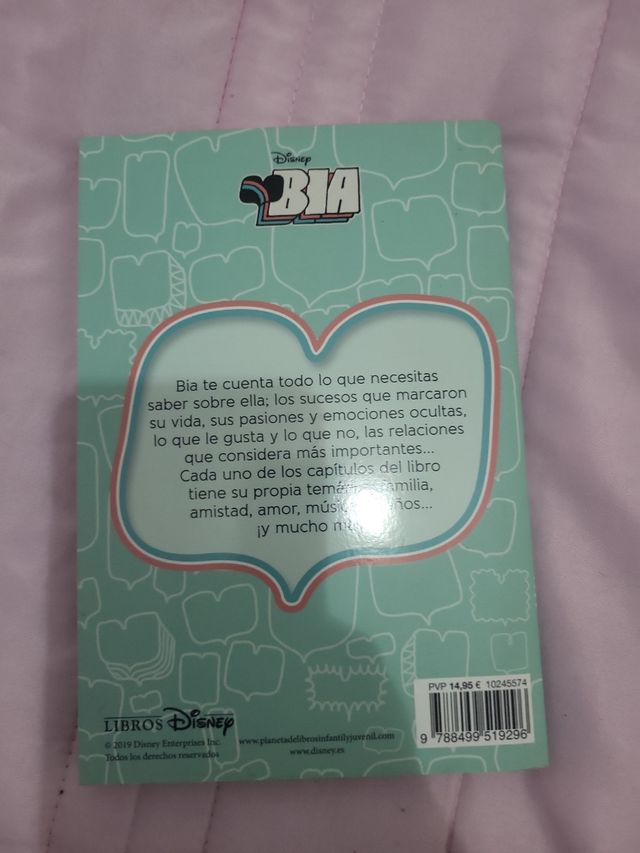 Disney
BIA
Bia te cuenta todo lo que necesitas
saber sobre ella; los sucesos que marcaron
su vida, sus pasiones y emociones ocultas,
lo que le gusta y lo que no, las relaciones
que considera más importantes...
Cada uno de los capítulos del libro
tiene su propia
amistad, amor,
¡y mucho
PVP 14,95 € 10245574
9 788499 519296
LIBROS Disney
© 2019 Disney Enterprises Inc.
Todos los derechos reservados
www.planetadelibrosinfantilyjuvenil.com
www.disney.es